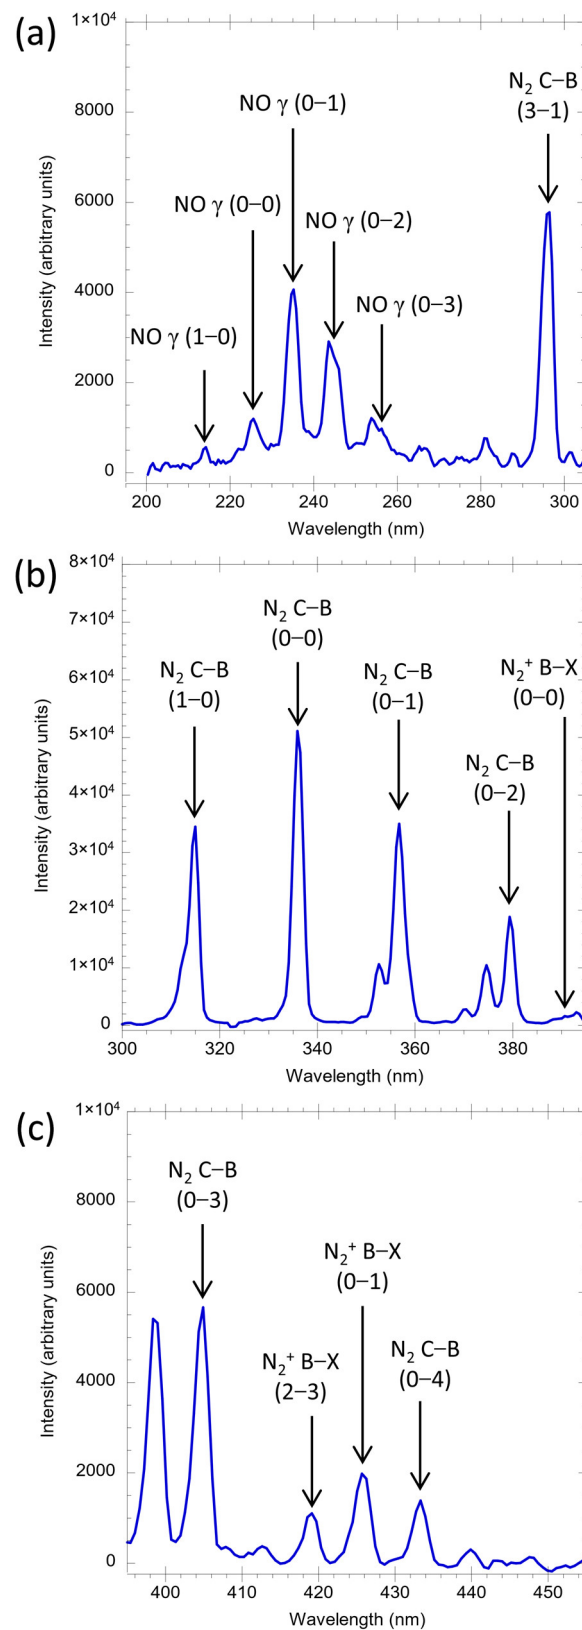 (a)
1×10⁴
8000
6000
4000
2000
0
Intensity (arbitrary units)
NO γ (1–0)
NO γ (0–0)
NO γ (0–1)
NO γ (0–2)
NO γ (0–3)
N₂ C–B
(3–1)
200
220
240
260
280
300
Wavelength (nm)
(b)
8×10⁴
7×10⁴
6×10⁴
5×10⁴
4×10⁴
3×10⁴
2×10⁴
1×10⁴
0
Intensity (arbitrary units)
N₂ C–B
(1–0)
N₂ C–B
(0–0)
N₂ C–B
(0–1)
N₂ C–B
(0–2)
N₂⁺ B–X
(0–0)
300
320
340
360
380
Wavelength (nm)
(c)
1×10⁴
8000
6000
4000
2000
0
Intensity (arbitrary units)
N₂ C–B
(0–3)
N₂⁺ B–X
(2–3)
N₂⁺ B–X
(0–1)
N₂ C–B
(0–4)
400
410
420
430
440
450
Wavelength (nm)